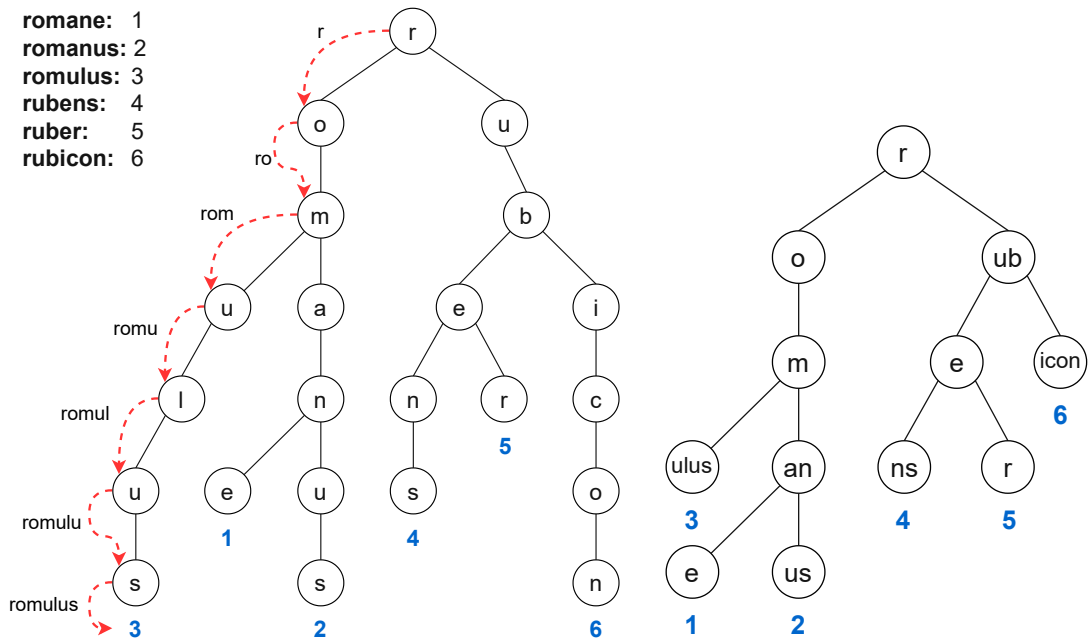 romane: 1
romanus: 2
romulus: 3
rubens: 4
ruber: 5
rubicon: 6
r
r
o
u
ro
m
b
rom
u
a
e
i
romu
l
n
n
r
c
5
romul
u
e
u
s
o
1
4
romulu
s
s
n
romulus
3
2
6
r
o
ub
m
e
icon
6
ulus
an
ns
r
3
4
5
e
us
1
2